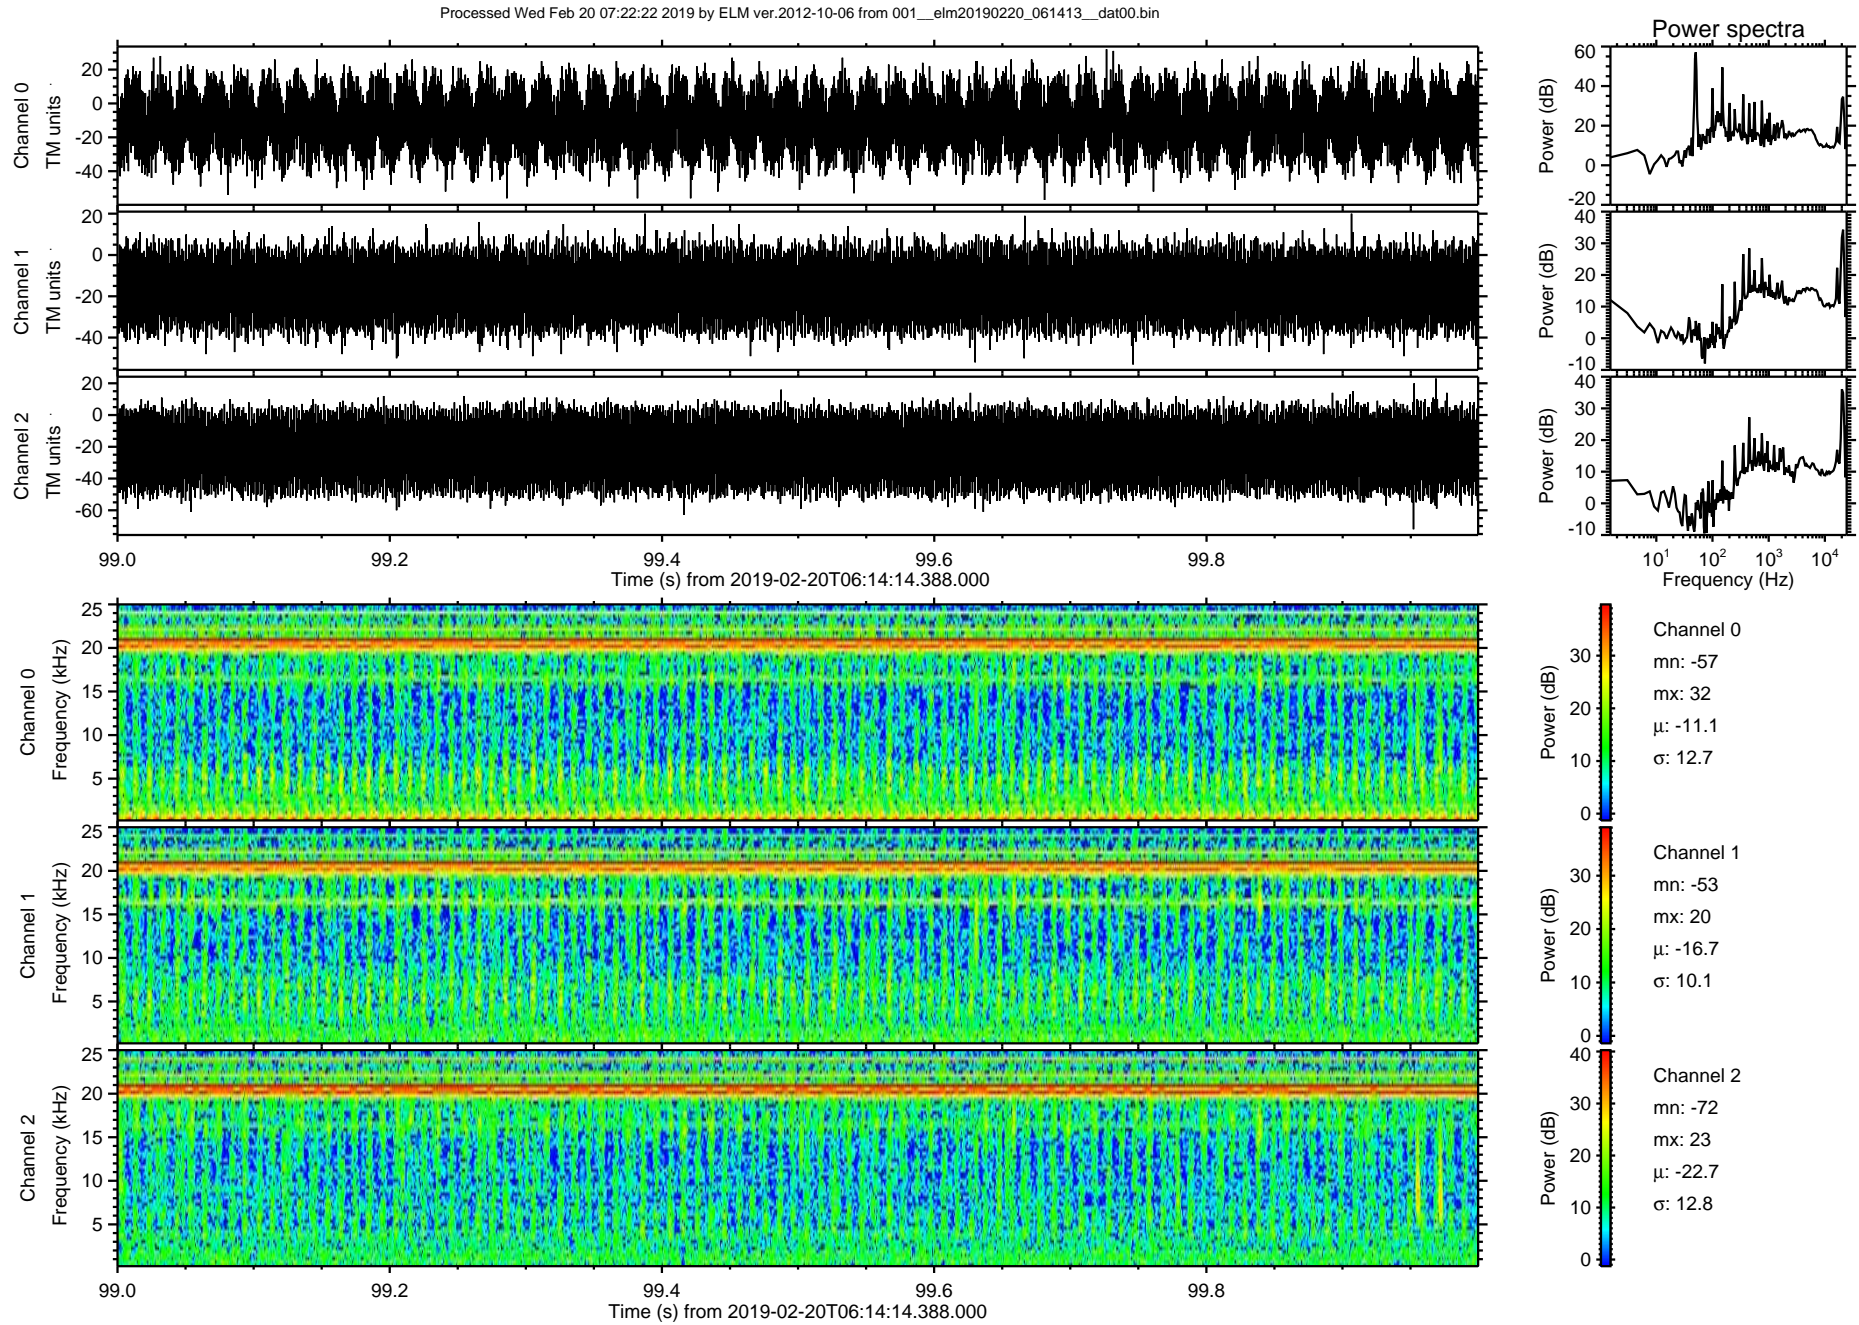 Processed Wed Feb 20 07:22:22 2019 by ELM ver.2012-10-06 from 001__elm20190220_061413__dat00.bin
Power spectra
Channel 0
TM units
20
0
-20
-40
Power (dB)
60
40
20
0
-20
Channel 1
TM units
20
0
-20
-40
Power (dB)
40
30
20
10
0
-10
Channel 2
TM units
20
0
-20
-40
-60
Power (dB)
40
30
20
10
0
-10
99.0 99.2 99.4 99.6 99.8
Time (s) from 2019-02-20T06:14:14.388.000
10¹ 10² 10³ 10⁴
Frequency (Hz)
Channel 0
Frequency (kHz)
25
20
15
10
5
Power (dB)
30
20
10
0
Channel 0
mn: -57
mx: 32
µ: -11.1
σ: 12.7
Channel 1
Frequency (kHz)
25
20
15
10
5
Power (dB)
30
20
10
0
Channel 1
mn: -53
mx: 20
µ: -16.7
σ: 10.1
Channel 2
Frequency (kHz)
25
20
15
10
5
Power (dB)
40
30
20
10
0
Channel 2
mn: -72
mx: 23
µ: -22.7
σ: 12.8
99.0 99.2 99.4 99.6 99.8
Time (s) from 2019-02-20T06:14:14.388.000